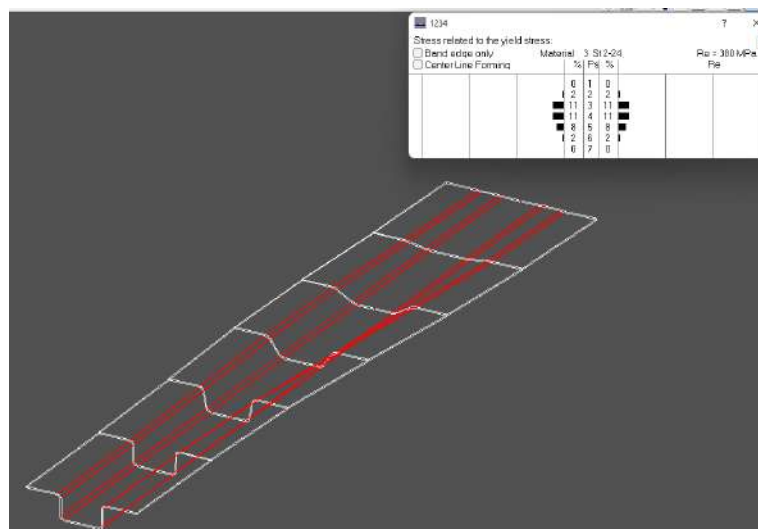 1234 ?
Stress related to the yield stress:
Band edge only Material 3 St 2-24 Re = 300 MPa
Center Line Forming % Ps % Re
0 1 0
2 2 2
11 3 11
11 4 11
8 5 8
2 6 2
0 7 0